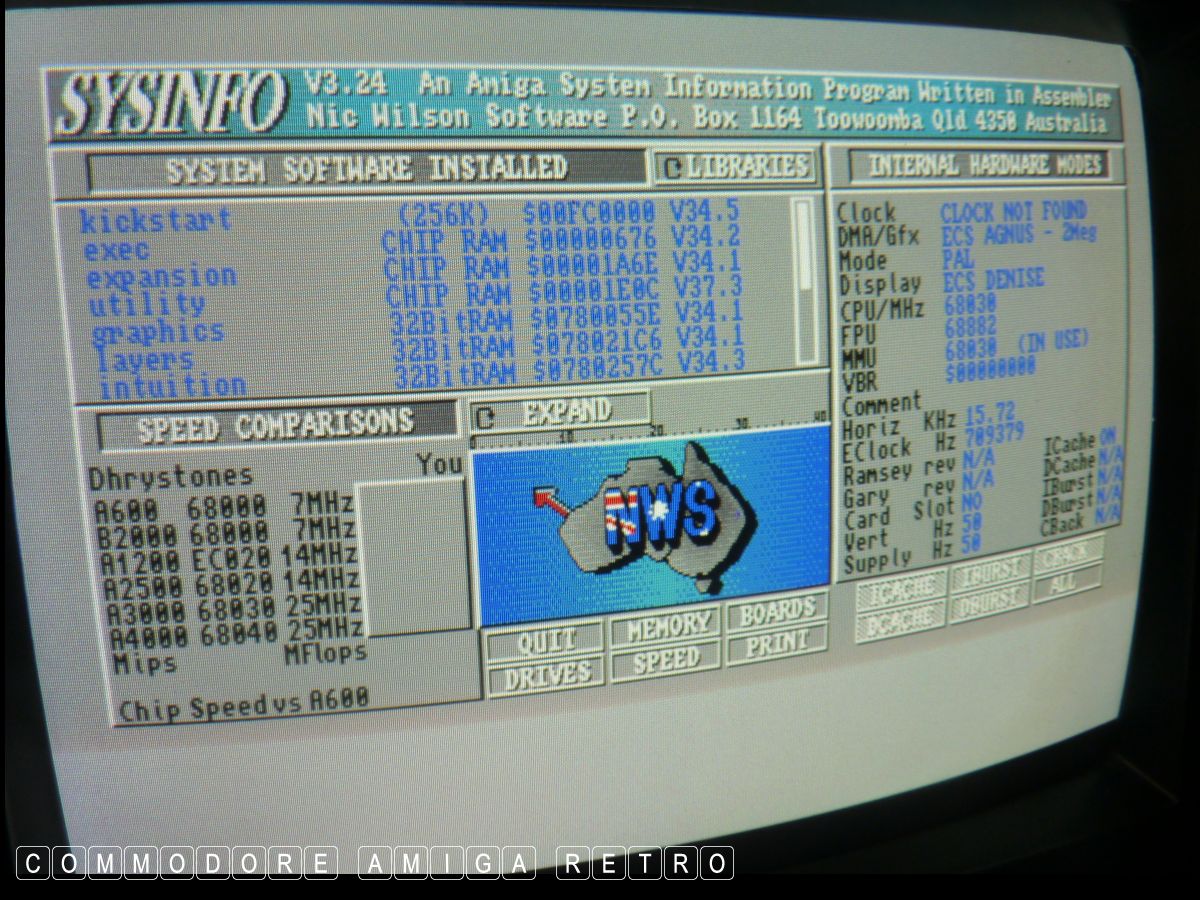 SYSINFO
V3.24 An Amiga System Information Program Written in Assembler
Nic Wilson Software P.O. Box 1164 Toowoomba Qld 4350 Australia
SYSTEM SOFTWARE INSTALLED
LIBRARIES
kickstart (256K) $00FC0000 V34.5
exec CHIP RAM $00000676 V34.2
expansion CHIP RAM $00001A6E V34.1
utility CHIP RAM $00001E0C V37.3
graphics 32BitRAM $0780055E V34.1
layers 32BitRAM $078021C6 V34.1
intuition 32BitRAM $0780257C V34.3
INTERNAL HARDWARE MODES
Clock CLOCK NOT FOUND
DMA/Gfx ECS AGNUS - 2Meg
Mode PAL
Display ECS DENISE
CPU/MHz 68030
FPU 68882
MMU 68030 (IN USE)
VBR $00000000
Comment
Horiz KHz 15.72
EClock Hz 709379
Ramsey rev N/A
Gary rev N/A
Card Slot NO
Vert Hz 50
Supply Hz 50
ICache ON
DCache N/A
IBurst N/A
DBurst N/A
CBack N/A
ICACHE IBURST CBACK
DCACHE DBURST ALL
SPEED COMPARISONS
EXPAND
Dhrystones You
0 10 20 30 40
A600 68000 7MHz
B2000 68000 7MHz
A1200 EC020 14MHz
A2500 68020 14MHz
A3000 68030 25MHz
A4000 68040 25MHz
Mips MFlops
Chip Speed vs A600
NWS
QUIT MEMORY BOARDS
DRIVES SPEED PRINT
COMMODORE AMIGA RETRO